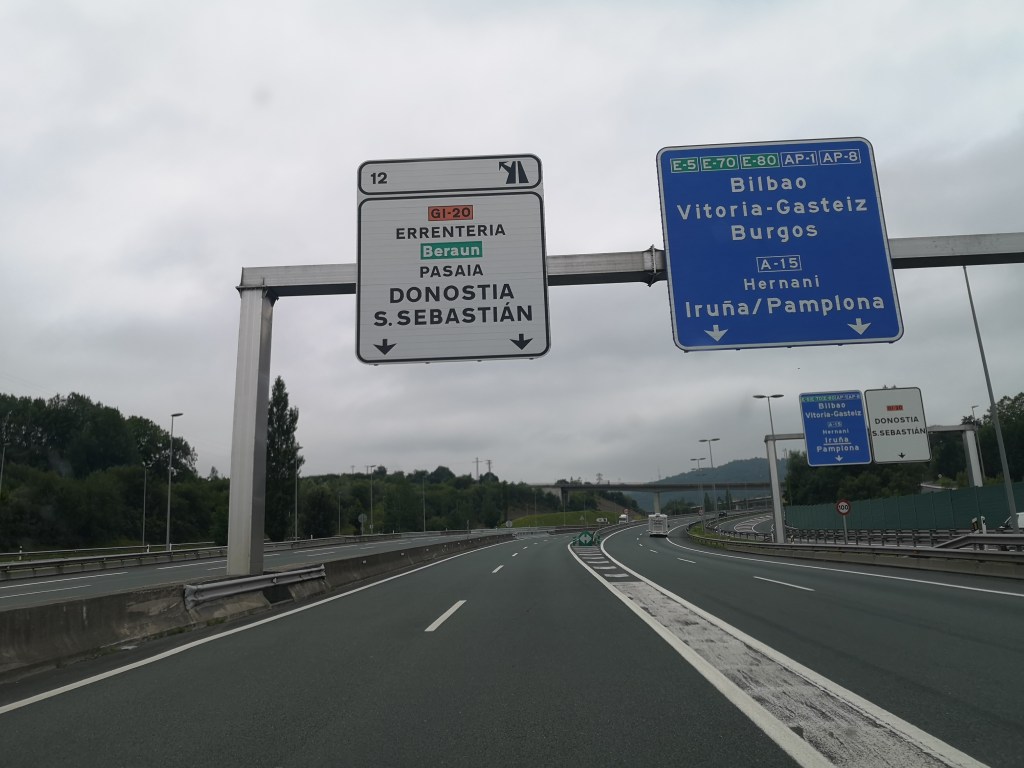 12
GI-20
ERRENTERIA
Beraun
PASAIA
DONOSTIA
S. SEBASTIÁN
E-5 E-70 E-80 AP-1 AP-8
Bilbao
Vitoria-Gasteiz
Burgos
A-15
Hernani
Iruña/Pamplona
Bilbao
Vitoria-Gasteiz
Hernani
Iruña
Pamplona
DONOSTIA
S. SEBASTIÁN
100